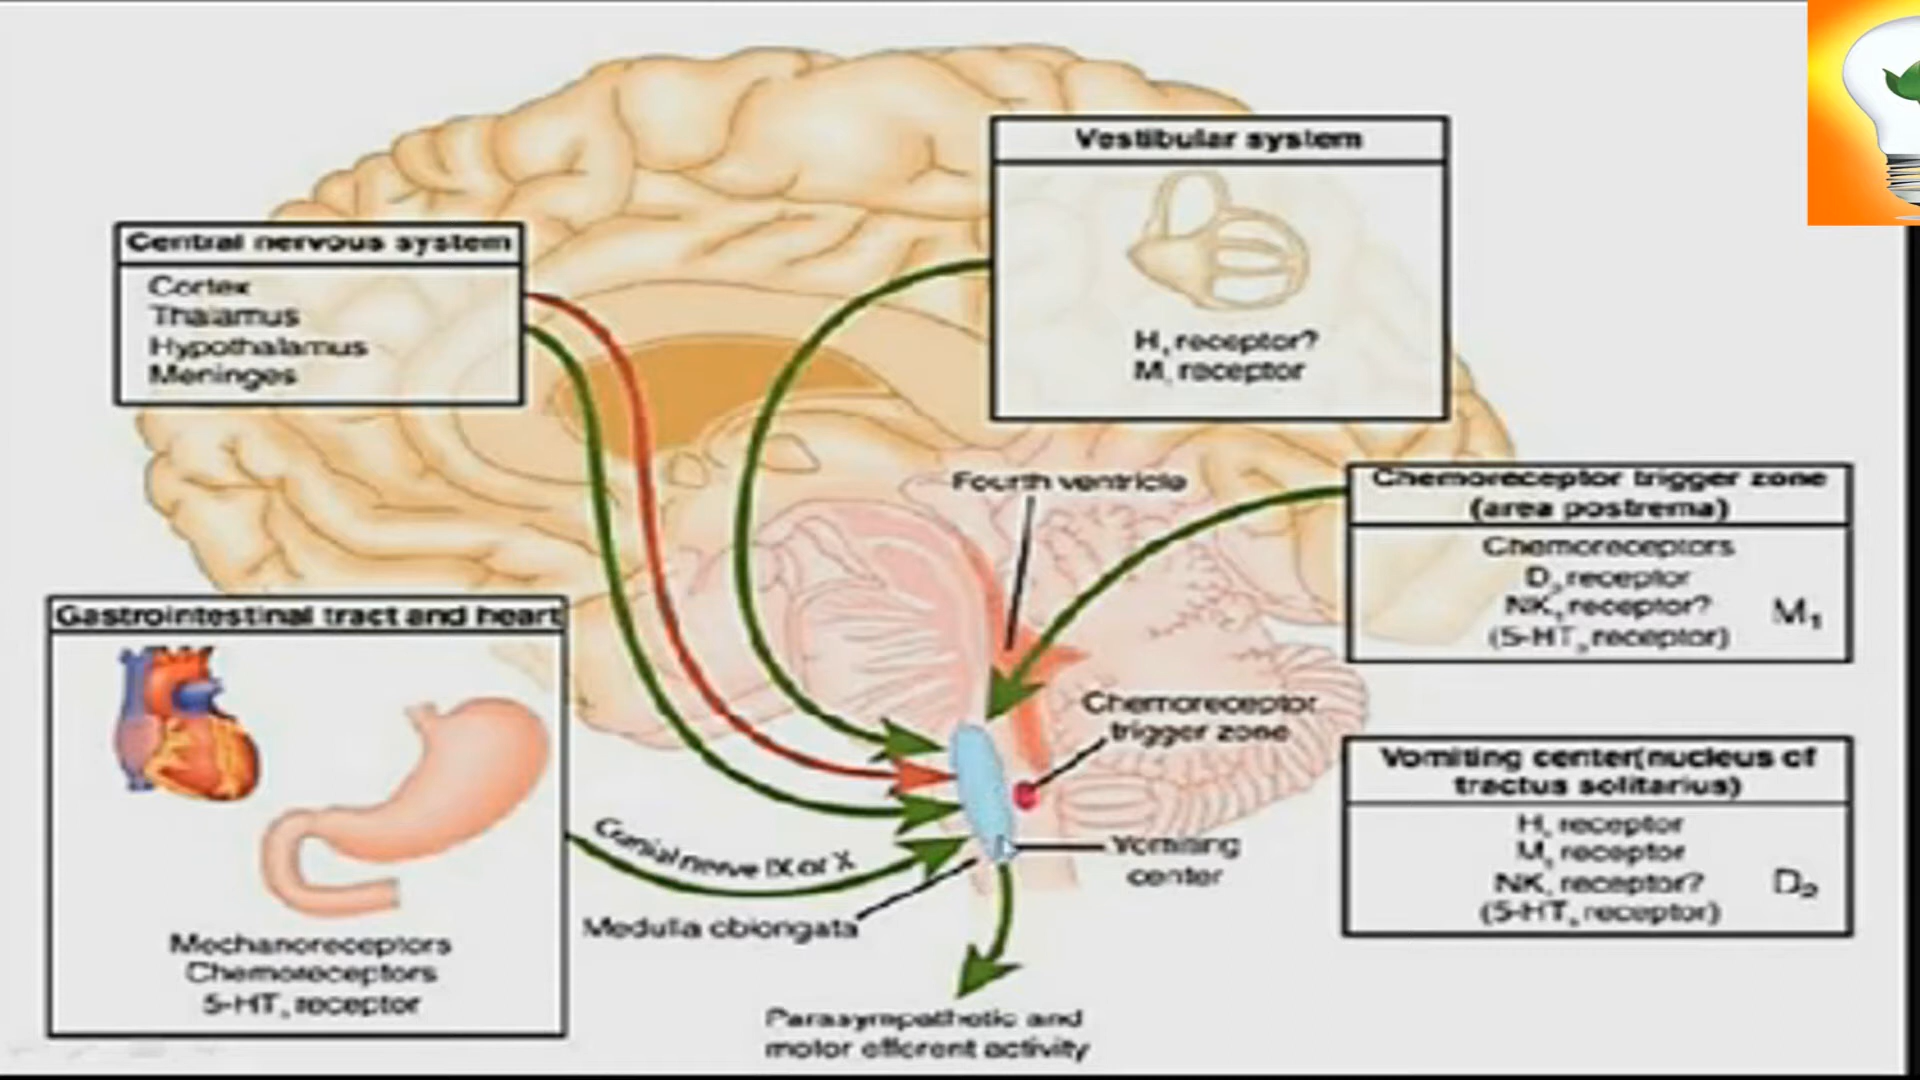 Vestibular system
H₁ receptor?
M₁ receptor
Central nervous system
Cortex
Thalamus
Hypothalamus
Meninges
Fourth ventricle
Chemoreceptor trigger zone
(area postrema)
Chemoreceptors
D₂ receptor
NK₁ receptor?
(5-HT₃ receptor)
M₁
Gastrointestinal tract and heart
Mechanoreceptors
Chemoreceptors
5-HT₃ receptor
Cranial nerve IX or X
Chemoreceptor
trigger zone
Vomiting
center
Medulla oblongata
Vomiting center(nucleus of
tractus solitarius)
H₁ receptor
M₁ receptor
NK₁ receptor?
(5-HT₃ receptor)
D₂
Parasympathetic and
motor efferent activity